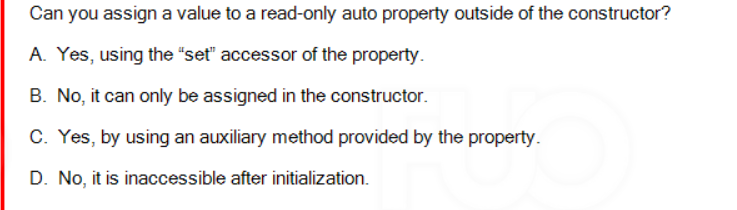 Can you assign a value to a read-only auto property outside of the constructor?
A. Yes, using the “set” accessor of the property.
B. No, it can only be assigned in the constructor.
C. Yes, by using an auxiliary method provided by the property.
D. No, it is inaccessible after initialization.
FUO